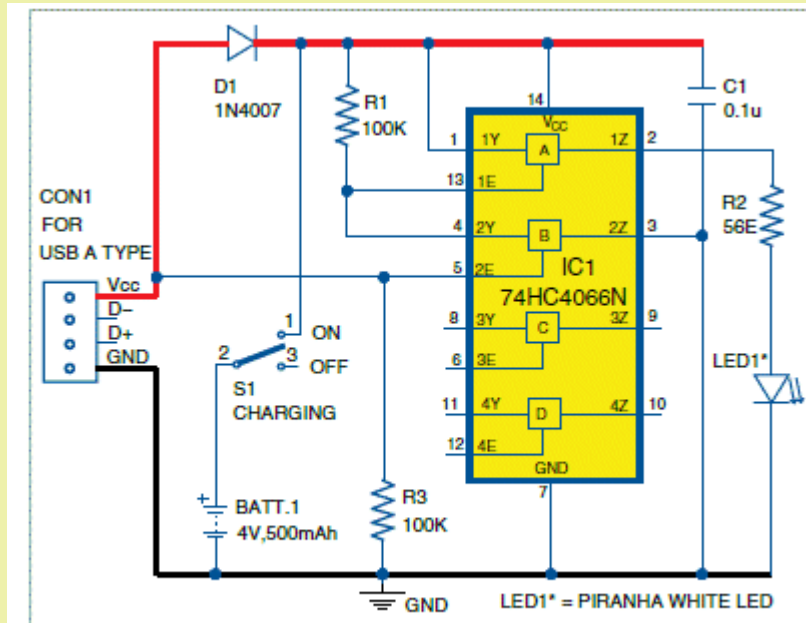 D1
1N4007
R1
100K
C1
0.1u
14
VCC
1
1Y
A
1Z
2
13
1E
R2
56E
4
2Y
B
2Z
3
5
2E
IC1
74HC4066N
CON1
FOR
USB A TYPE
Vcc
D–
D+
GND
1
ON
2
3
OFF
S1
CHARGING
8
3Y
C
3Z
9
6
3E
LED1*
11
4Y
D
4Z
10
12
4E
GND
7
+
BATT.1
4V,500mAh
R3
100K
GND
LED1* = PIRANHA WHITE LED